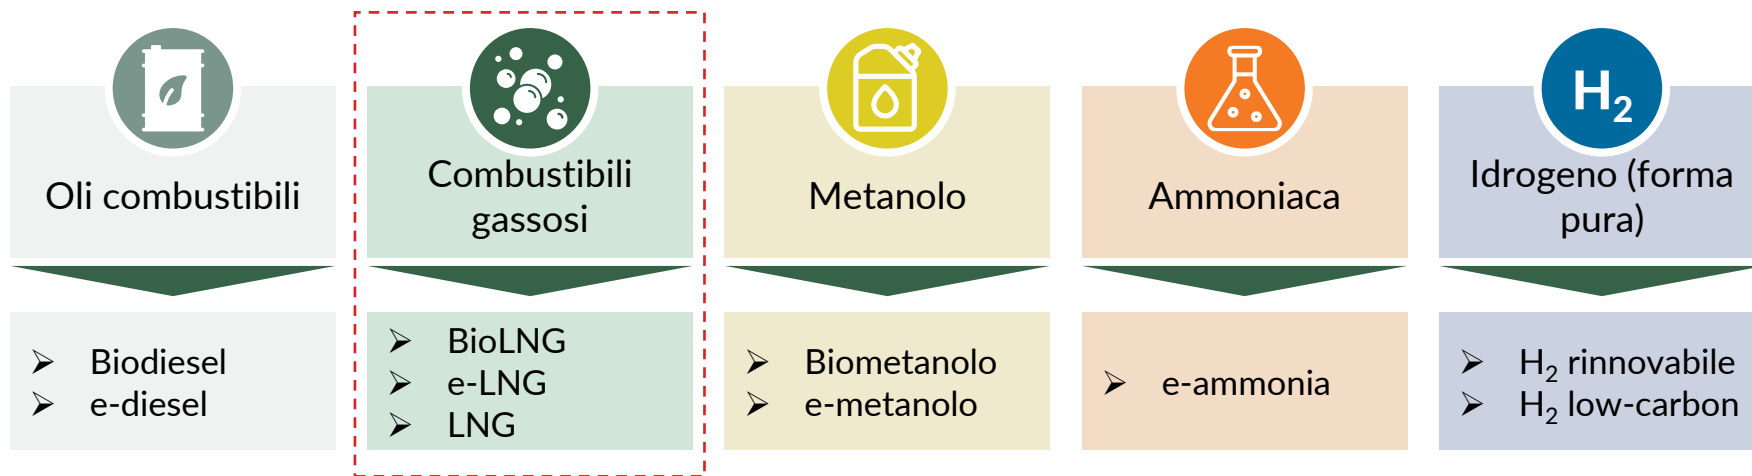 Oli combustibili
Combustibili
gassosi
Metanolo
Ammoniaca
H₂
Idrogeno (forma
pura)
➢ Biodiesel
➢ e-diesel
➢ BioLNG
➢ e-LNG
➢ LNG
➢ Biometanolo
➢ e-metanolo
➢ e-ammonia
➢ H₂ rinnovabile
➢ H₂ low-carbon